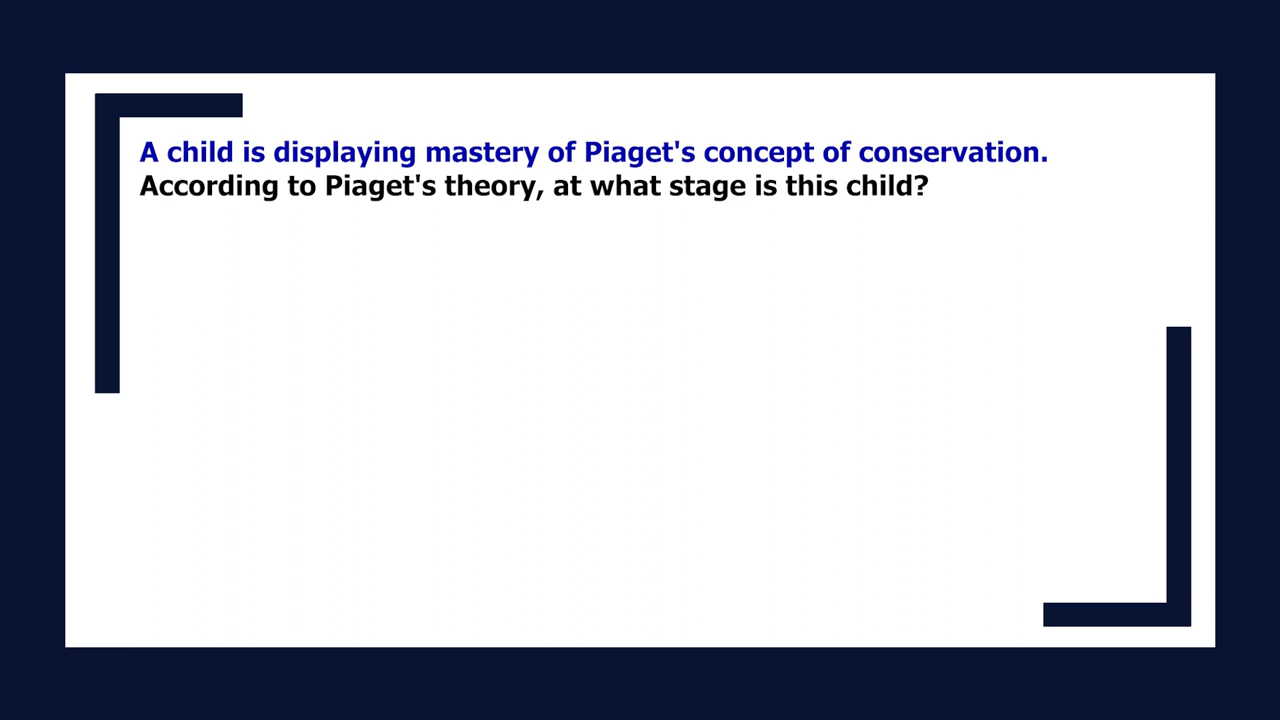 A child is displaying mastery of Piaget's concept of conservation.
According to Piaget's theory, at what stage is this child?